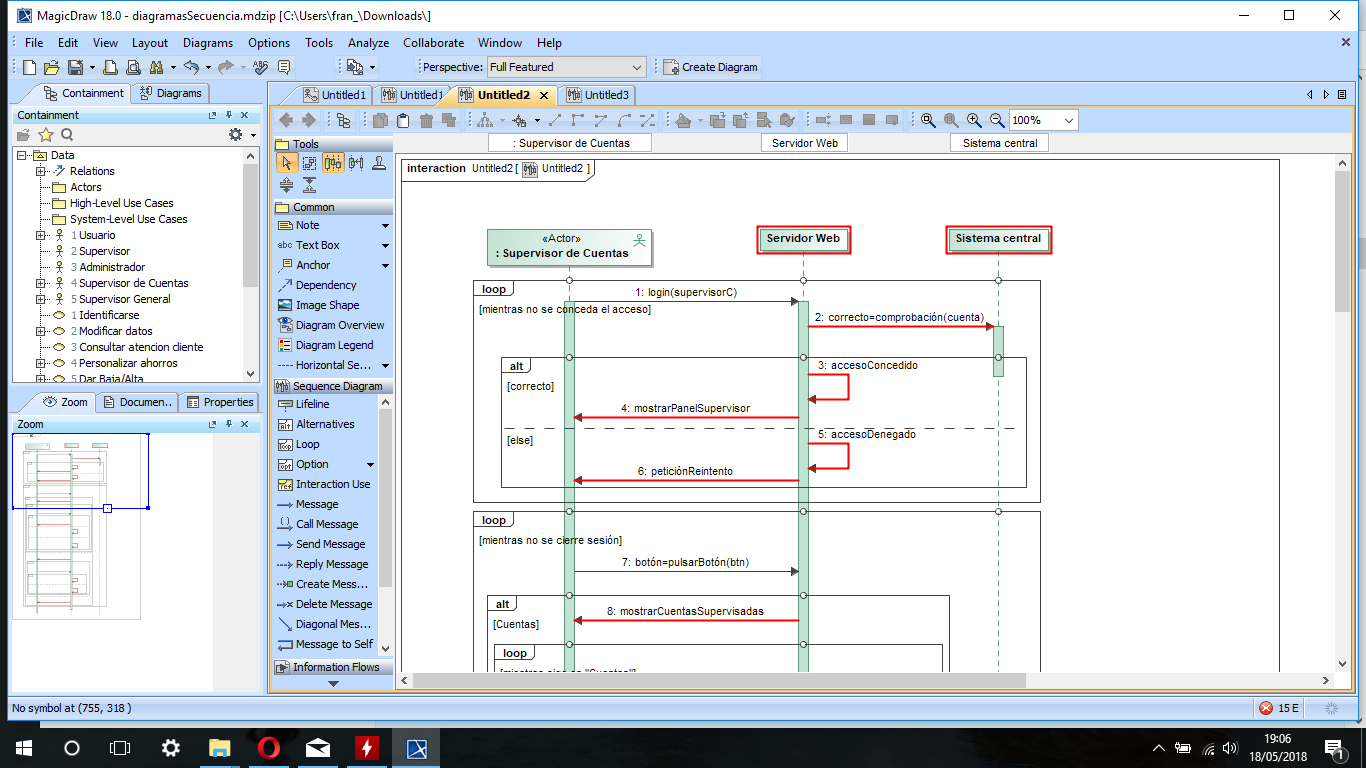 MagicDraw 18.0 - diagramasSecuencia.mdzip [C:\Users\fran_\Downloads\]
File Edit View Layout Diagrams Options Tools Analyze Collaborate Window Help
Perspective: Full Featured Create Diagram
Containment Diagrams
Containment
Data
Relations
Actors
High-Level Use Cases
System-Level Use Cases
1 Usuario
2 Supervisor
3 Administrador
4 Supervisor de Cuentas
5 Supervisor General
1 Identificarse
2 Modificar datos
3 Consultar atencion cliente
4 Personalizar ahorros
5 Dar Baja/Alta
Zoom Documen... Properties
Zoom
Untitled1 Untitled1 Untitled2 Untitled3
100%
Tools
Common
Note
abc Text Box
Anchor
Dependency
Image Shape
Diagram Overview
Diagram Legend
Horizontal Se...
Sequence Diagram
Lifeline
Alternatives
Loop
Option
Interaction Use
Message
Call Message
Send Message
Reply Message
Create Mess...
Delete Message
Diagonal Mes...
Message to Self
Information Flows
: Supervisor de Cuentas Servidor Web Sistema central
interaction Untitled2 [ Untitled2 ]
«Actor»
: Supervisor de Cuentas
Servidor Web
Sistema central
loop
[mientras no se conceda el acceso]
1: login(supervisorC)
2: correcto=comprobación(cuenta)
alt
[correcto]
3: accesoConcedido
4: mostrarPanelSupervisor
[else]
5: accesoDenegado
6: peticiónReintento
loop
[mientras no se cierre sesión]
7: botón=pulsarBotón(btn)
alt
[Cuentas]
8: mostrarCuentasSupervisadas
loop
No symbol at (755, 318 )
15 E
19:06
18/05/2018
1